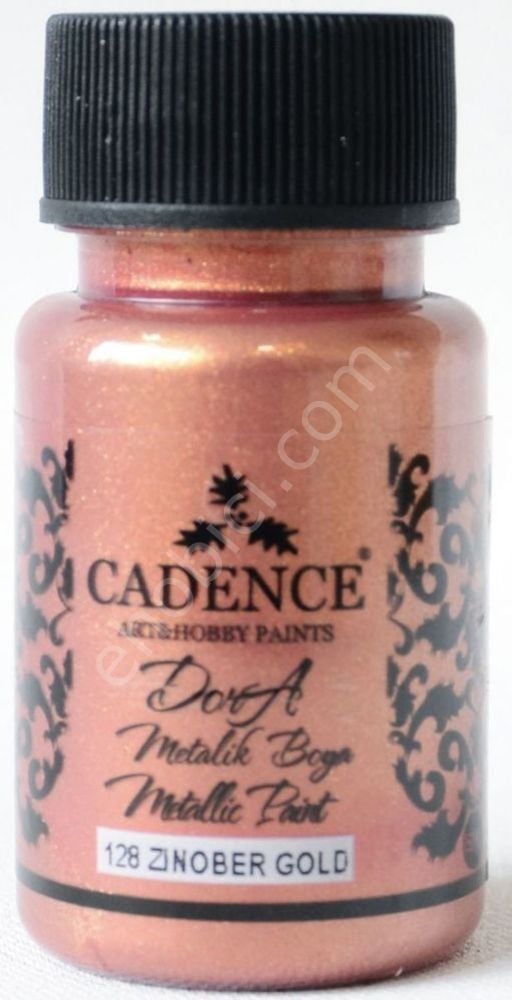 CADENCE®
ART&HOBBY PAINTS
DorA
Metalik Boya
Metallic Paint
128 ZINOBER GOLD